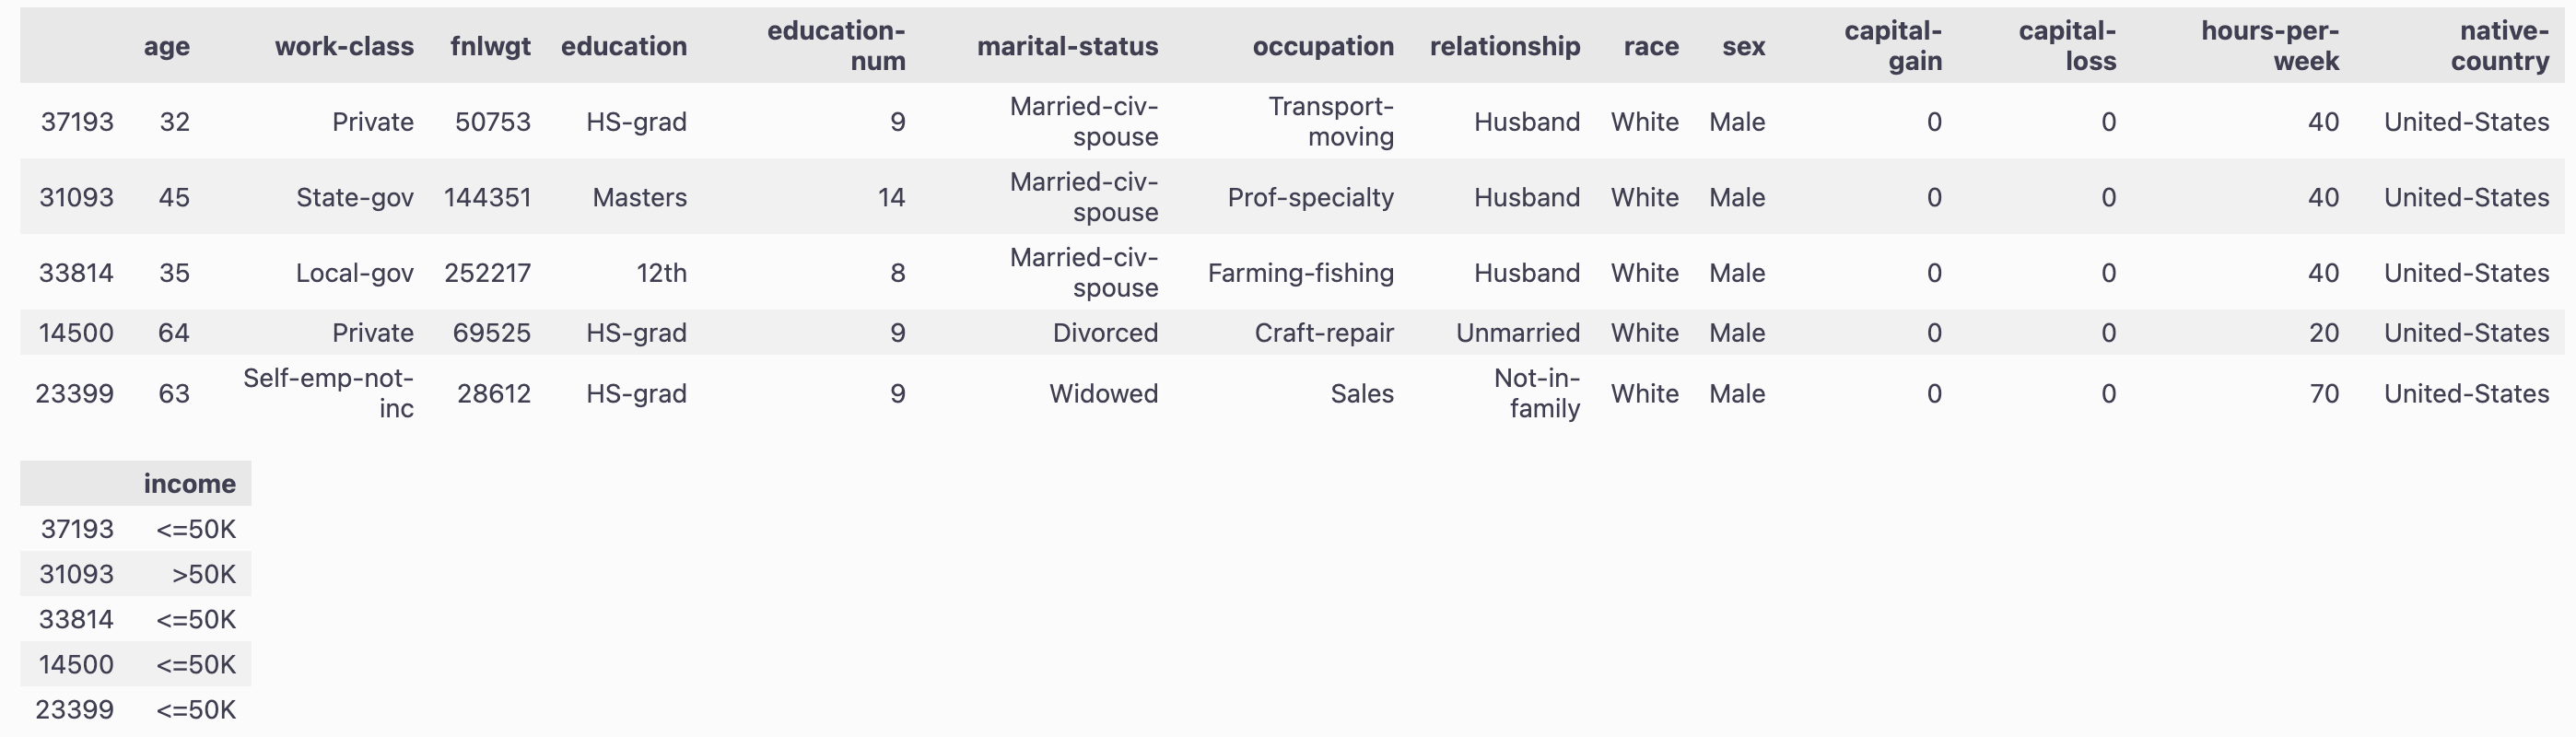 age work-class fnlwgt education education-num marital-status occupation relationship race sex capital-gain capital-loss hours-per-week native-country
37193 32 Private 50753 HS-grad 9 Married-civ-spouse Transport-moving Husband White Male 0 0 40 United-States
31093 45 State-gov 144351 Masters 14 Married-civ-spouse Prof-specialty Husband White Male 0 0 40 United-States
33814 35 Local-gov 252217 12th 8 Married-civ-spouse Farming-fishing Husband White Male 0 0 40 United-States
14500 64 Private 69525 HS-grad 9 Divorced Craft-repair Unmarried White Male 0 0 20 United-States
23399 63 Self-emp-not-inc 28612 HS-grad 9 Widowed Sales Not-in-family White Male 0 0 70 United-States
income
37193 <=50K
31093 >50K
33814 <=50K
14500 <=50K
23399 <=50K